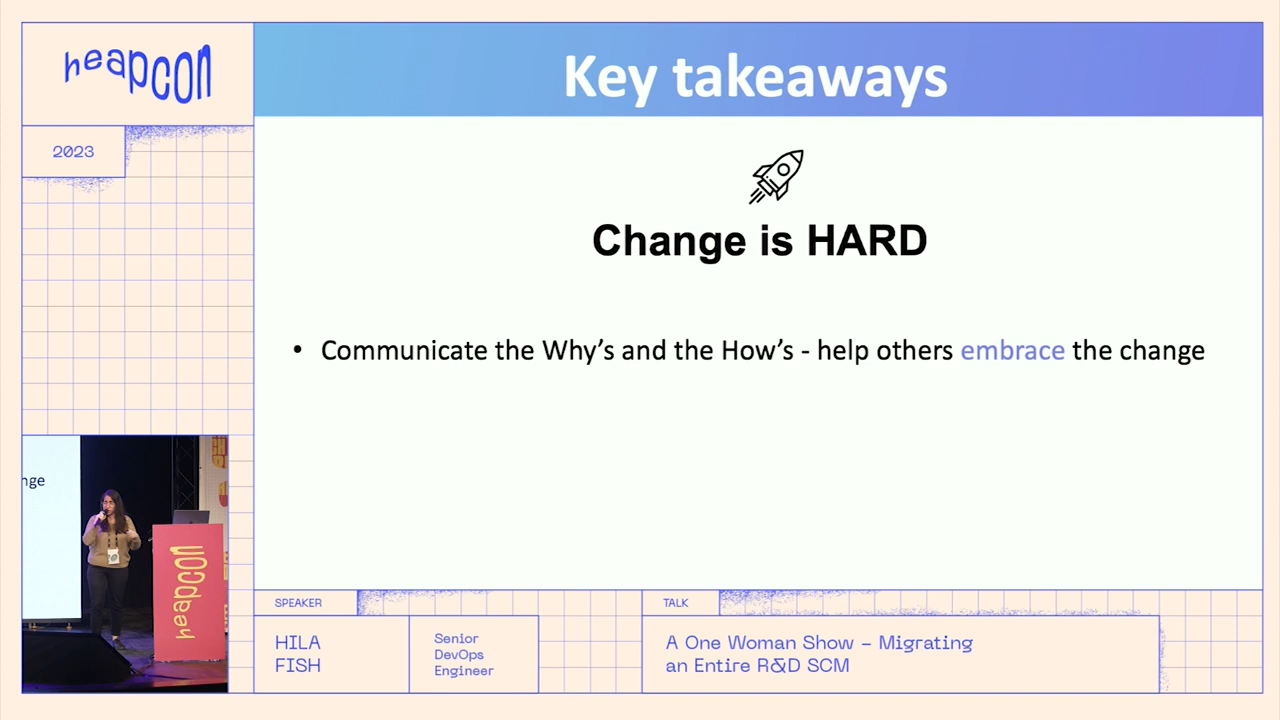 heapcon
2023
Key takeaways
Change is HARD
• Communicate the Why's and the How's - help others embrace the change
nge
heapcon
SPEAKER
HILA
FISH
Senior
DevOps
Engineer
TALK
A One Woman Show – Migrating
an Entire R&D SCM